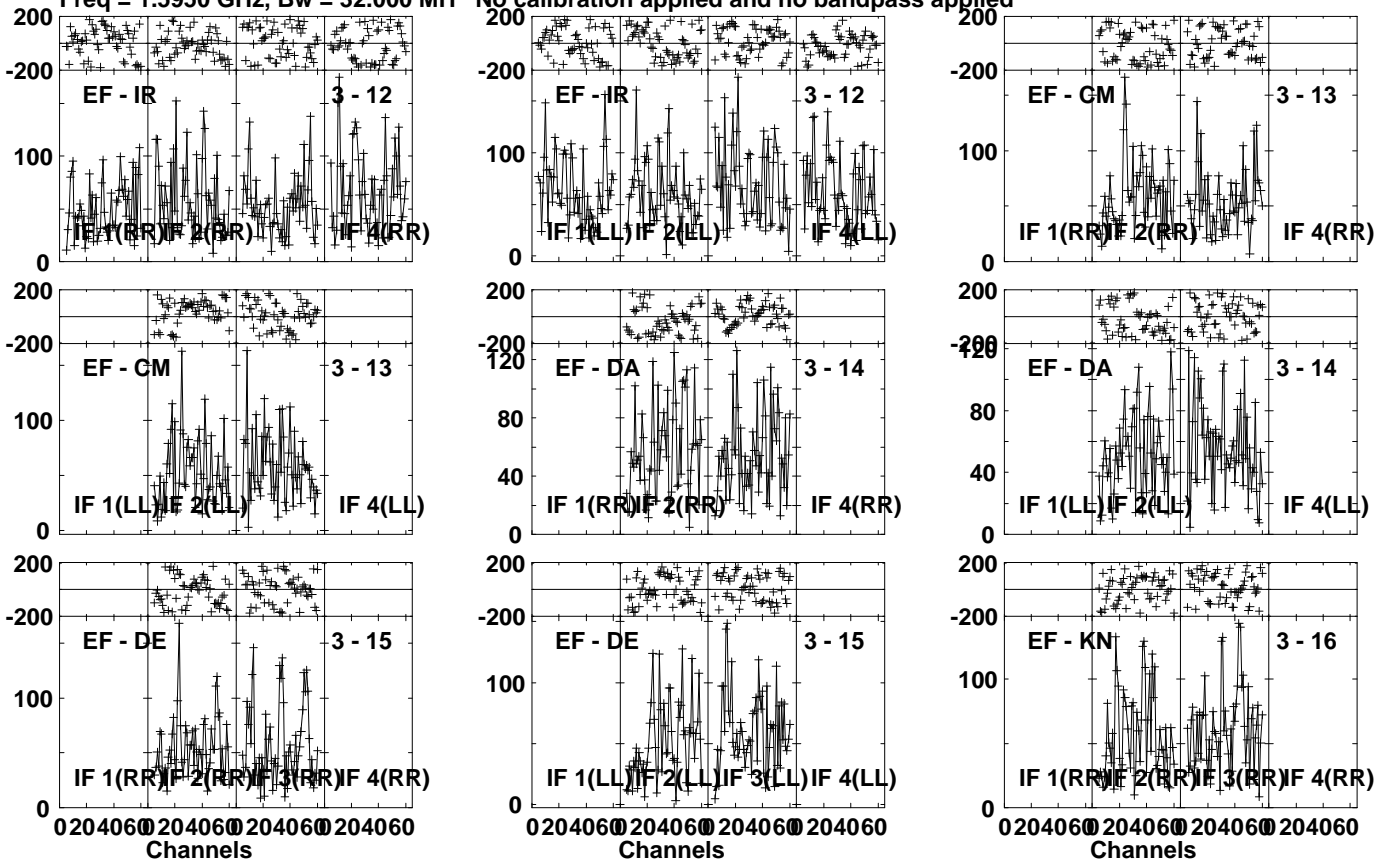 Freq = 1.5950 GHz, Bw = 32.000 MH No calibration applied and no bandpass applied
200 200 200
-200 -200 -200
EF - IR 3 - 12 EF - IR 3 - 12 EF - CM 3 - 13
100 100 100
IF 1(RR) IF 2(RR) IF 4(RR) IF 1(LL) IF 2(LL) IF 4(LL) IF 1(RR) IF 2(RR) IF 4(RR)
0 0 0
200 200 200
-200 -200 -200
120 120
EF - CM 3 - 13 EF - DA 3 - 14 EF - DA 3 - 14
100 80 80
40 40
IF 1(LL) IF 2(LL) IF 4(LL) IF 1(RR) IF 2(RR) IF 4(RR) IF 1(LL) IF 2(LL) IF 4(LL)
0 0 0
200 200 200
-200 -200 -200
EF - DE 3 - 15 EF - DE 3 - 15 EF - KN 3 - 16
100 100 100
IF 1(RR) IF 2(RR) IF 3(RR) IF 4(RR) IF 1(LL) IF 2(LL) IF 3(LL) IF 4(LL) IF 1(RR) IF 2(RR) IF 3(RR) IF 4(RR)
0 0 0
0 20 40 60 0 20 40 60 0 20 40 60 0 20 40 60 0 20 40 60 0 20 40 60 0 20 40 60 0 20 40 60 0 20 40 60 0 20 40 60 0 20 40 60 0 20 40 60
Channels Channels Channels